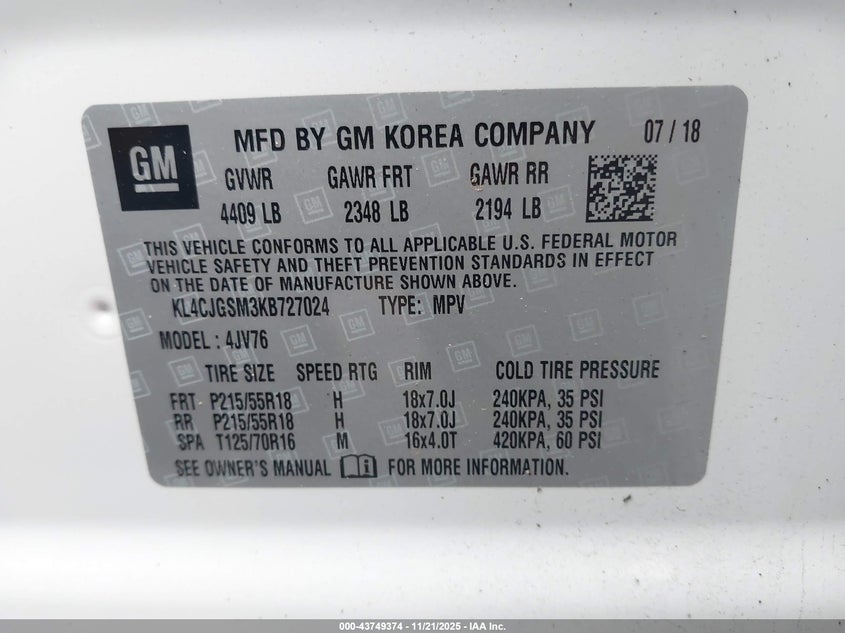 GM
MFD BY GM KOREA COMPANY 07 / 18
GVWR GAWR FRT GAWR RR
4409 LB 2348 LB 2194 LB
THIS VEHICLE CONFORMS TO ALL APPLICABLE U.S. FEDERAL MOTOR
VEHICLE SAFETY AND THEFT PREVENTION STANDARDS IN EFFECT
ON THE DATE OF MANUFACTURE SHOWN ABOVE.
KL4CJGSM3KB727024 TYPE: MPV
MODEL : 4JV76
TIRE SIZE SPEED RTG RIM COLD TIRE PRESSURE
FRT P215/55R18 H 18x7.0J 240KPA, 35 PSI
RR P215/55R18 H 18x7.0J 240KPA, 35 PSI
SPA T125/70R16 M 16x4.0T 420KPA, 60 PSI
SEE OWNER'S MANUAL FOR MORE INFORMATION.
000-43749374 - 11/21/2025 - IAA Inc.